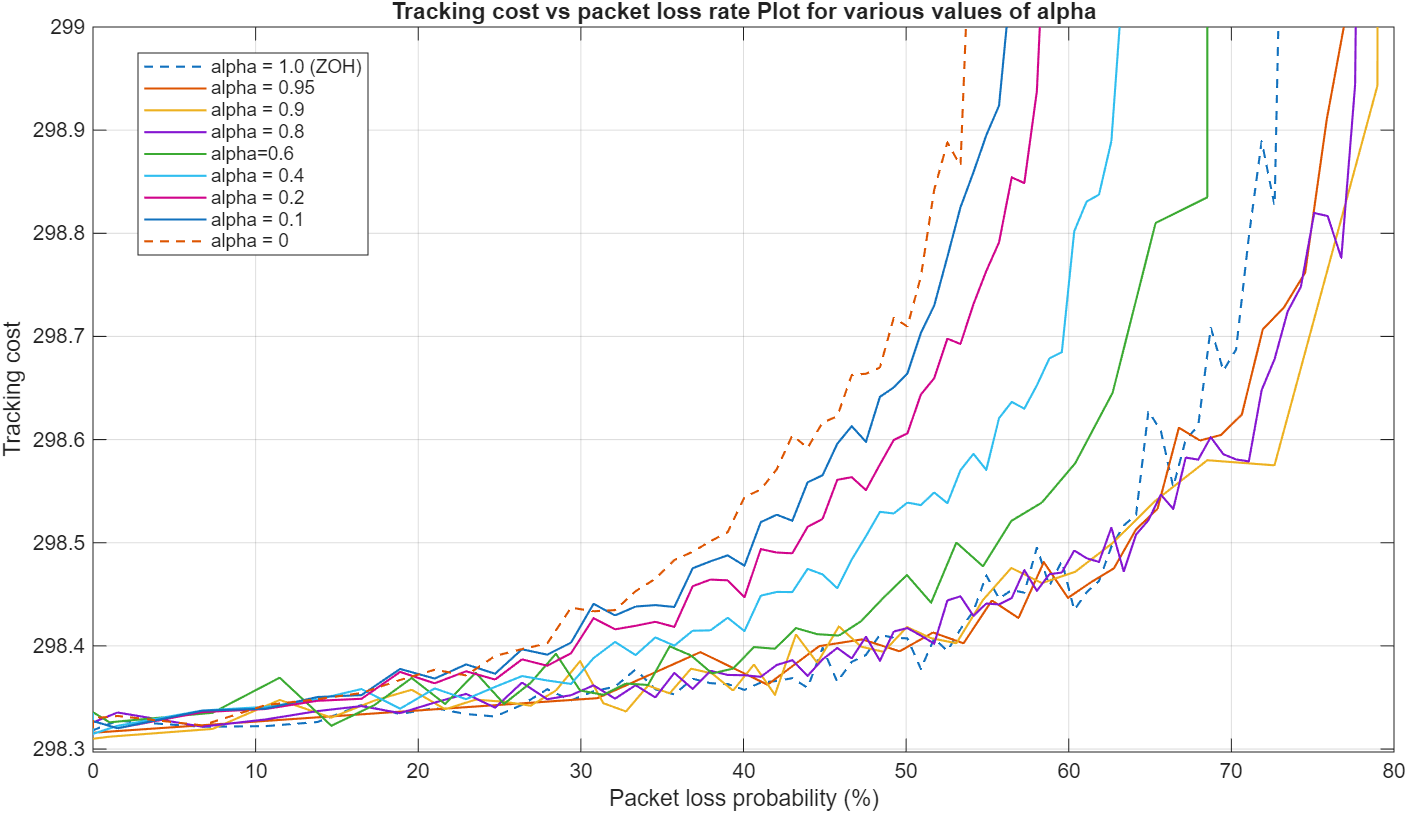 Tracking cost vs packet loss rate Plot for various values of alpha
299
298.9
298.8
298.7
298.6
298.5
298.4
298.3
Tracking cost
alpha = 1.0 (ZOH)
alpha = 0.95
alpha = 0.9
alpha = 0.8
alpha=0.6
alpha = 0.4
alpha = 0.2
alpha = 0.1
alpha = 0
0 10 20 30 40 50 60 70 80
Packet loss probability (%)